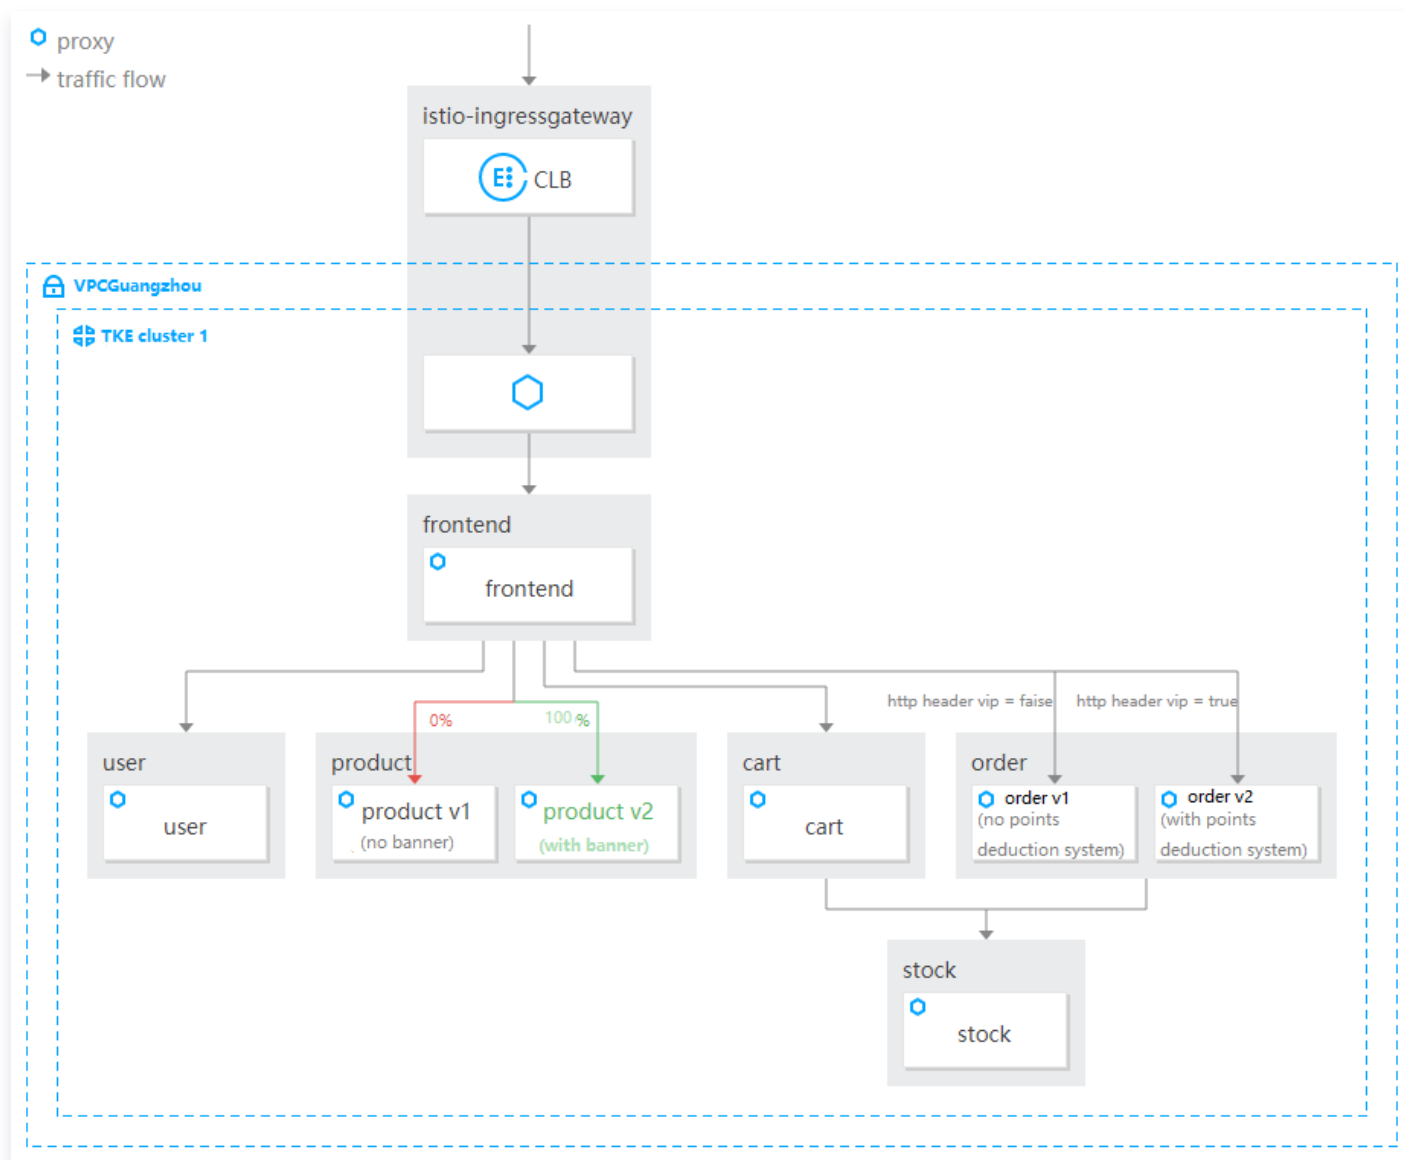 proxy
traffic flow
istio-ingressgateway
CLB
VPCGuangzhou
TKE cluster 1
frontend
frontend
http header vip = faise
http header vip = true
0%
100%
user
product
cart
order
user
product v1
(no banner)
product v2
(with banner)
cart
order v1
(no points
deduction system)
order v2
(with points
deduction system)
stock
stock